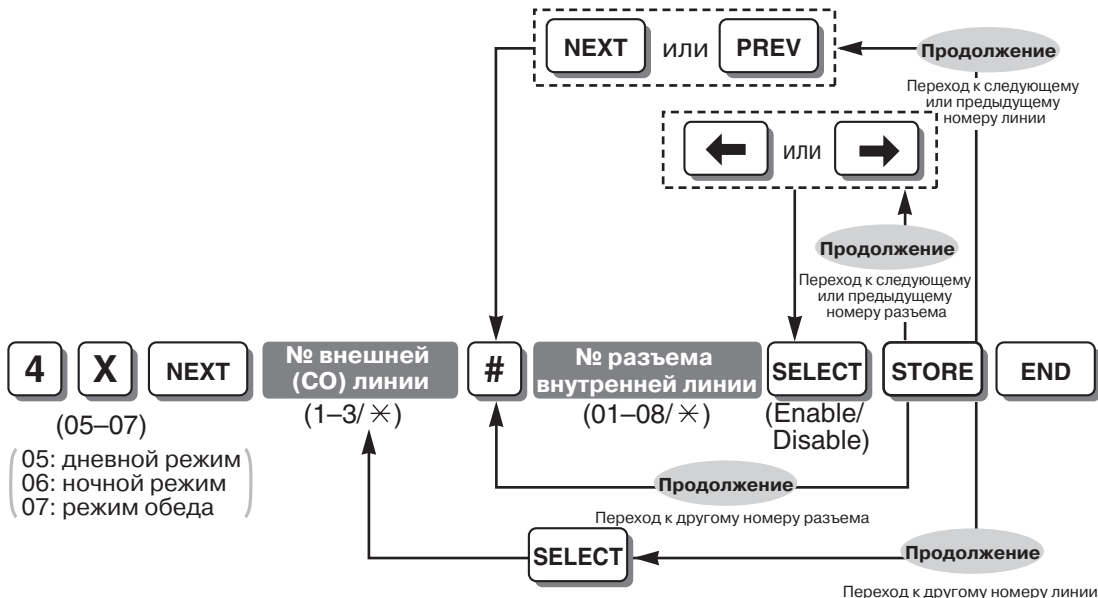 NEXT или PREV
Продолжение
Переход к следующему
или предыдущему
номеру линии
← или →
Продолжение
Переход к следующему
или предыдущему
номеру разъема
4 X NEXT № внешней (CO) линии # № разъема внутренней линии SELECT STORE END
(05–07)
(1–3/✳)
(01–08/✳)
(Enable/
Disable)
05: дневной режим
06: ночной режим
07: режим обеда
Продолжение
Переход к другому номеру разъема
SELECT
Продолжение
Переход к другому номеру линии